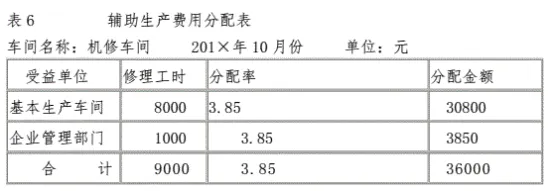 表6 辅助生产费用分配表
车间名称：机修车间 201×年10月份 单位：元
受益单位 修理工时 分配率 分配金额
基本生产车间 8000 3.85 30800
企业管理部门 1000 3.85 3850
合 计 9000 3.85 36000